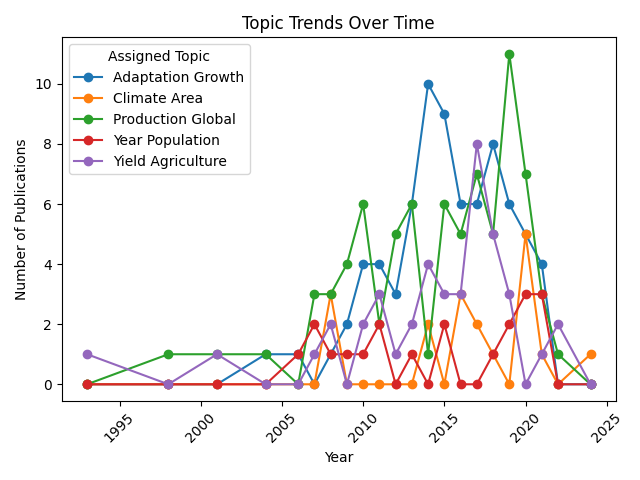 Topic Trends Over Time
Assigned Topic
Adaptation Growth
Climate Area
Production Global
Year Population
Yield Agriculture
Number of Publications
10
8
6
4
2
0
1995
2000
2005
2010
2015
2020
2025
Year